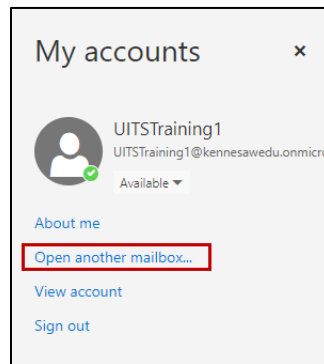 My accounts
×
UITSTraining1
UITSTraining1@kennesawedu.onmicro
Available
About me
Open another mailbox...
View account
Sign out